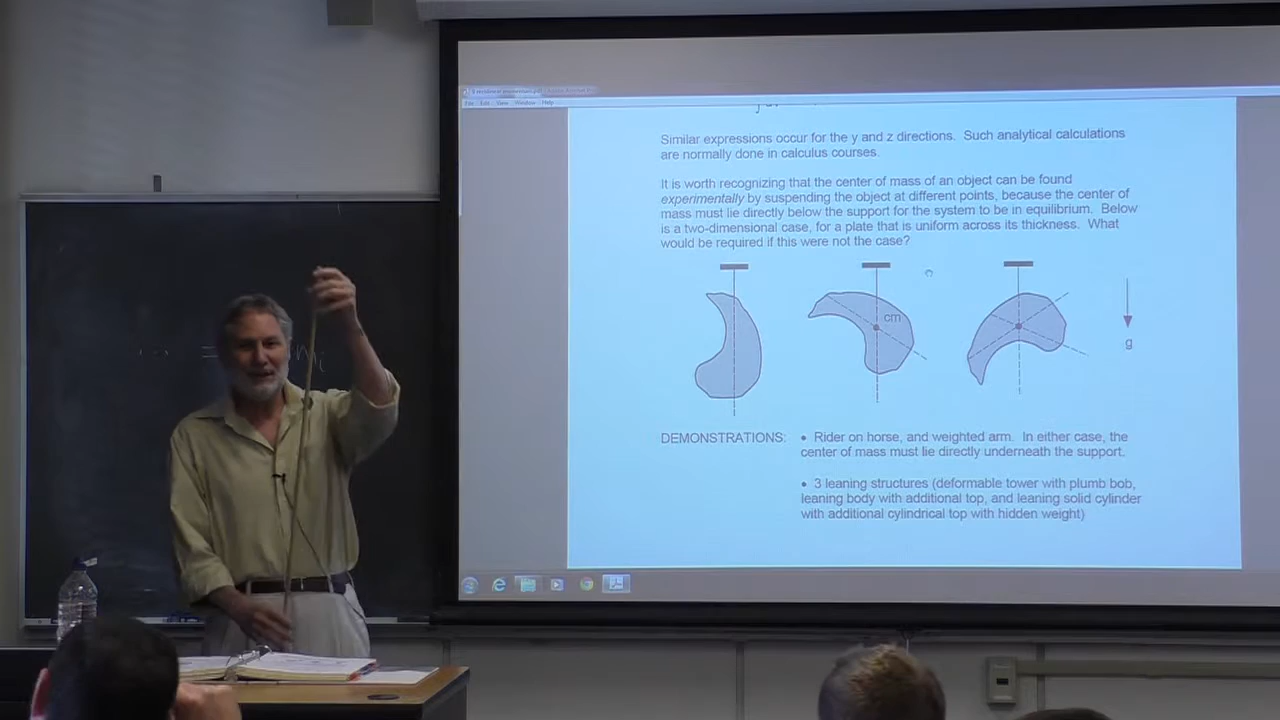 File Edit View Window Help
Similar expressions occur for the y and z directions. Such analytical calculations
are normally done in calculus courses.
It is worth recognizing that the center of mass of an object can be found
experimentally by suspending the object at different points, because the center of
mass must lie directly below the support for the system to be in equilibrium. Below
is a two-dimensional case, for a plate that is uniform across its thickness. What
would be required if this were not the case?
cm
g
DEMONSTRATIONS: • Rider on horse, and weighted arm. In either case, the
center of mass must lie directly underneath the support.
• 3 leaning structures (deformable tower with plumb bob,
leaning body with additional top, and leaning solid cylinder
with additional cylindrical top with hidden weight)